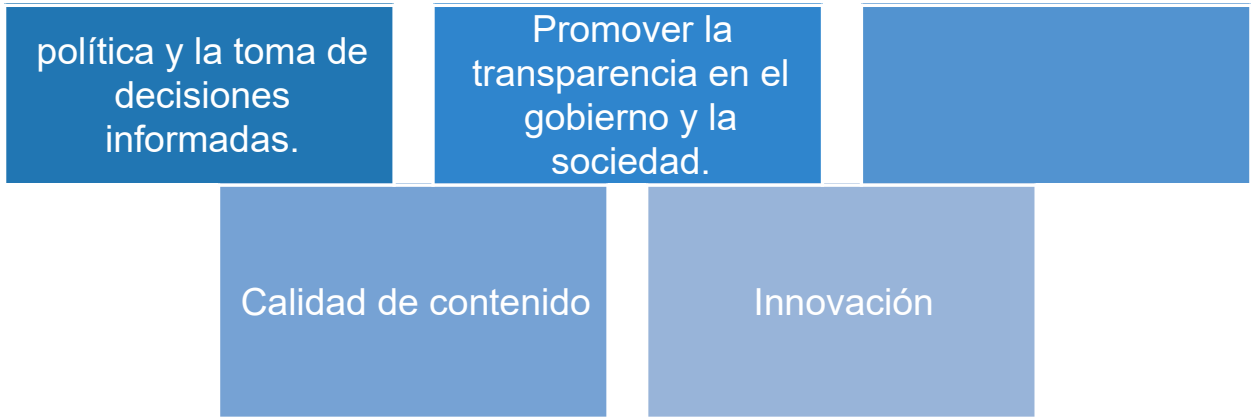 política y la toma de
decisiones
informadas.
Promover la
transparencia en el
gobierno y la
sociedad.
Calidad de contenido
Innovación